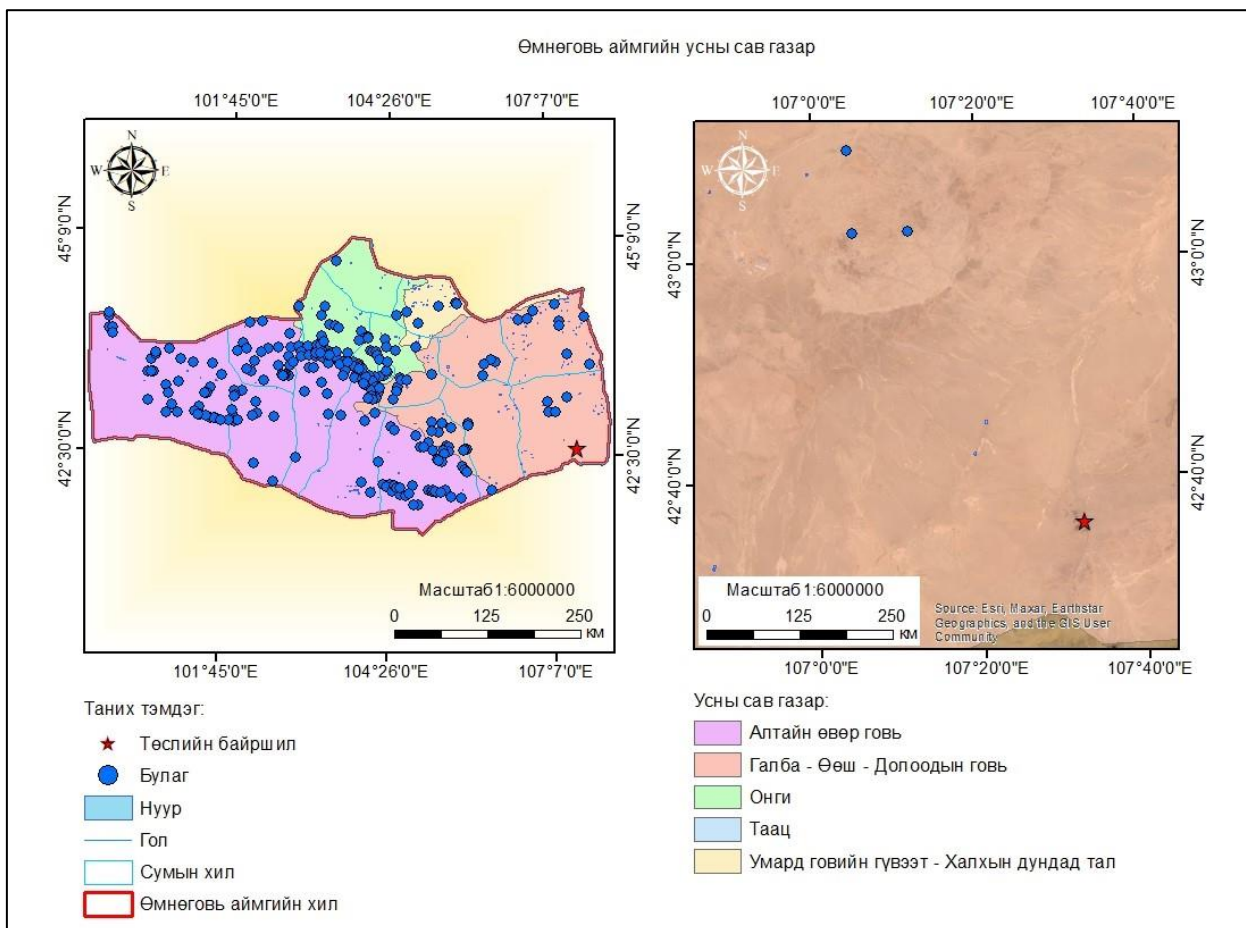 Өмнөговь аймгийн усны сав газар
101°45'0"E
104°26'0"E
107°7'0"E
N
W
E
S
45°9'0"N
42°30'0"N
45°9'0"N
42°30'0"N
Масштаб 1:6000000
0
125
250
км
101°45'0"E
104°26'0"E
107°7'0"E
107°0'0"E
107°20'0"E
107°40'0"E
N
W
E
S
43°0'0"N
42°40'0"N
43°0'0"N
42°40'0"N
Масштаб 1:6000000
0
125
250
км
Source: Esri, Maxar, Earthstar
Geographics, and the GIS User
Community
107°0'0"E
107°20'0"E
107°40'0"E
Таних тэмдэг:
Төслийн байршил
Булаг
Нуур
Гол
Сумын хил
Өмнөговь аймгийн хил
Усны сав газар:
Алтайн өвөр говь
Галба - Өөш - Долоодын говь
Онги
Таац
Умард говийн гүвээт - Халхын дундад тал